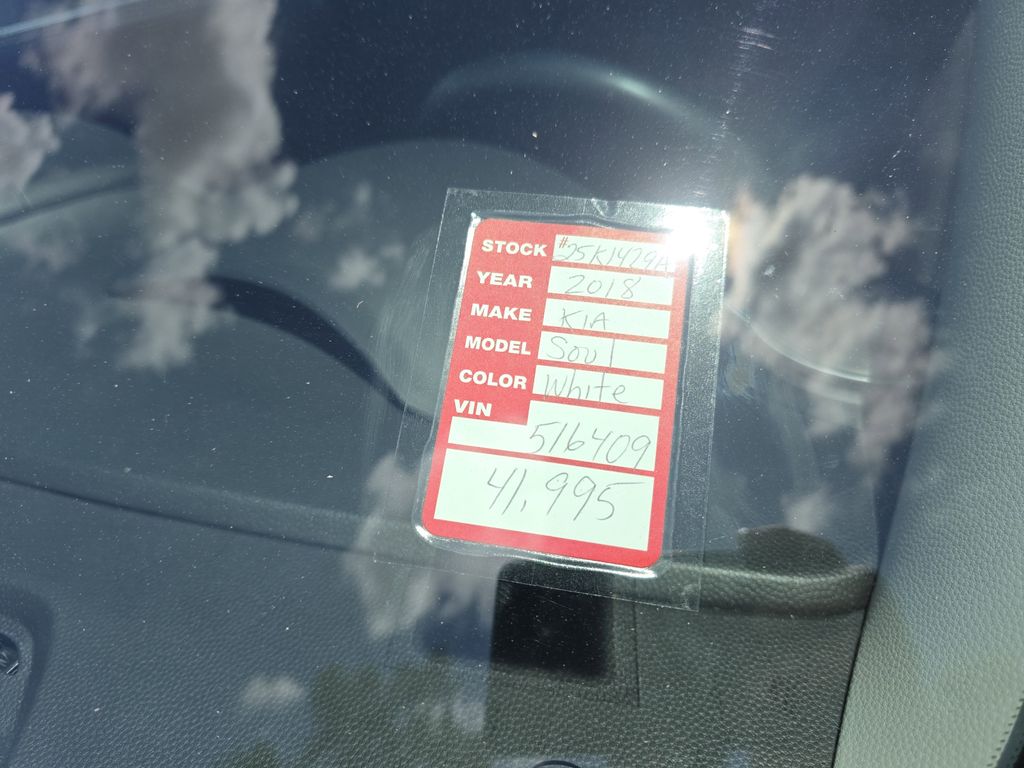 STOCK #25K1429A
YEAR 2018
MAKE KIA
MODEL Soul
COLOR White
VIN
516409
41,995